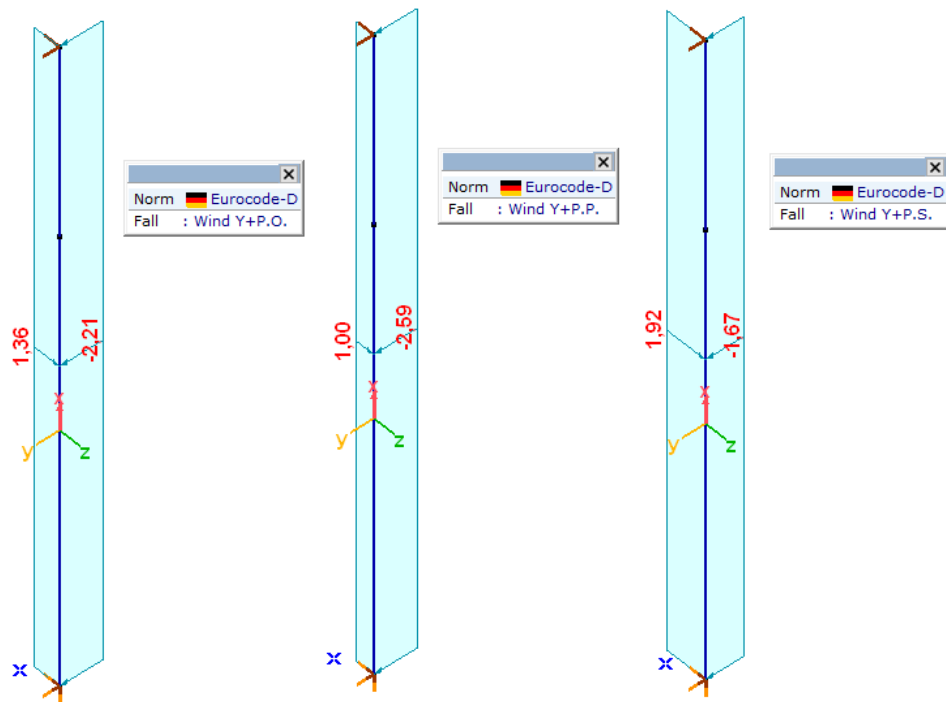 Norm Eurocode-D
Fall : Wind Y+P.O.
1,36
-2,21
x
y
z
x
Norm Eurocode-D
Fall : Wind Y+P.P.
1,00
-2,59
x
y
z
x
Norm Eurocode-D
Fall : Wind Y+P.S.
1,92
-1,67
x
y
z
x